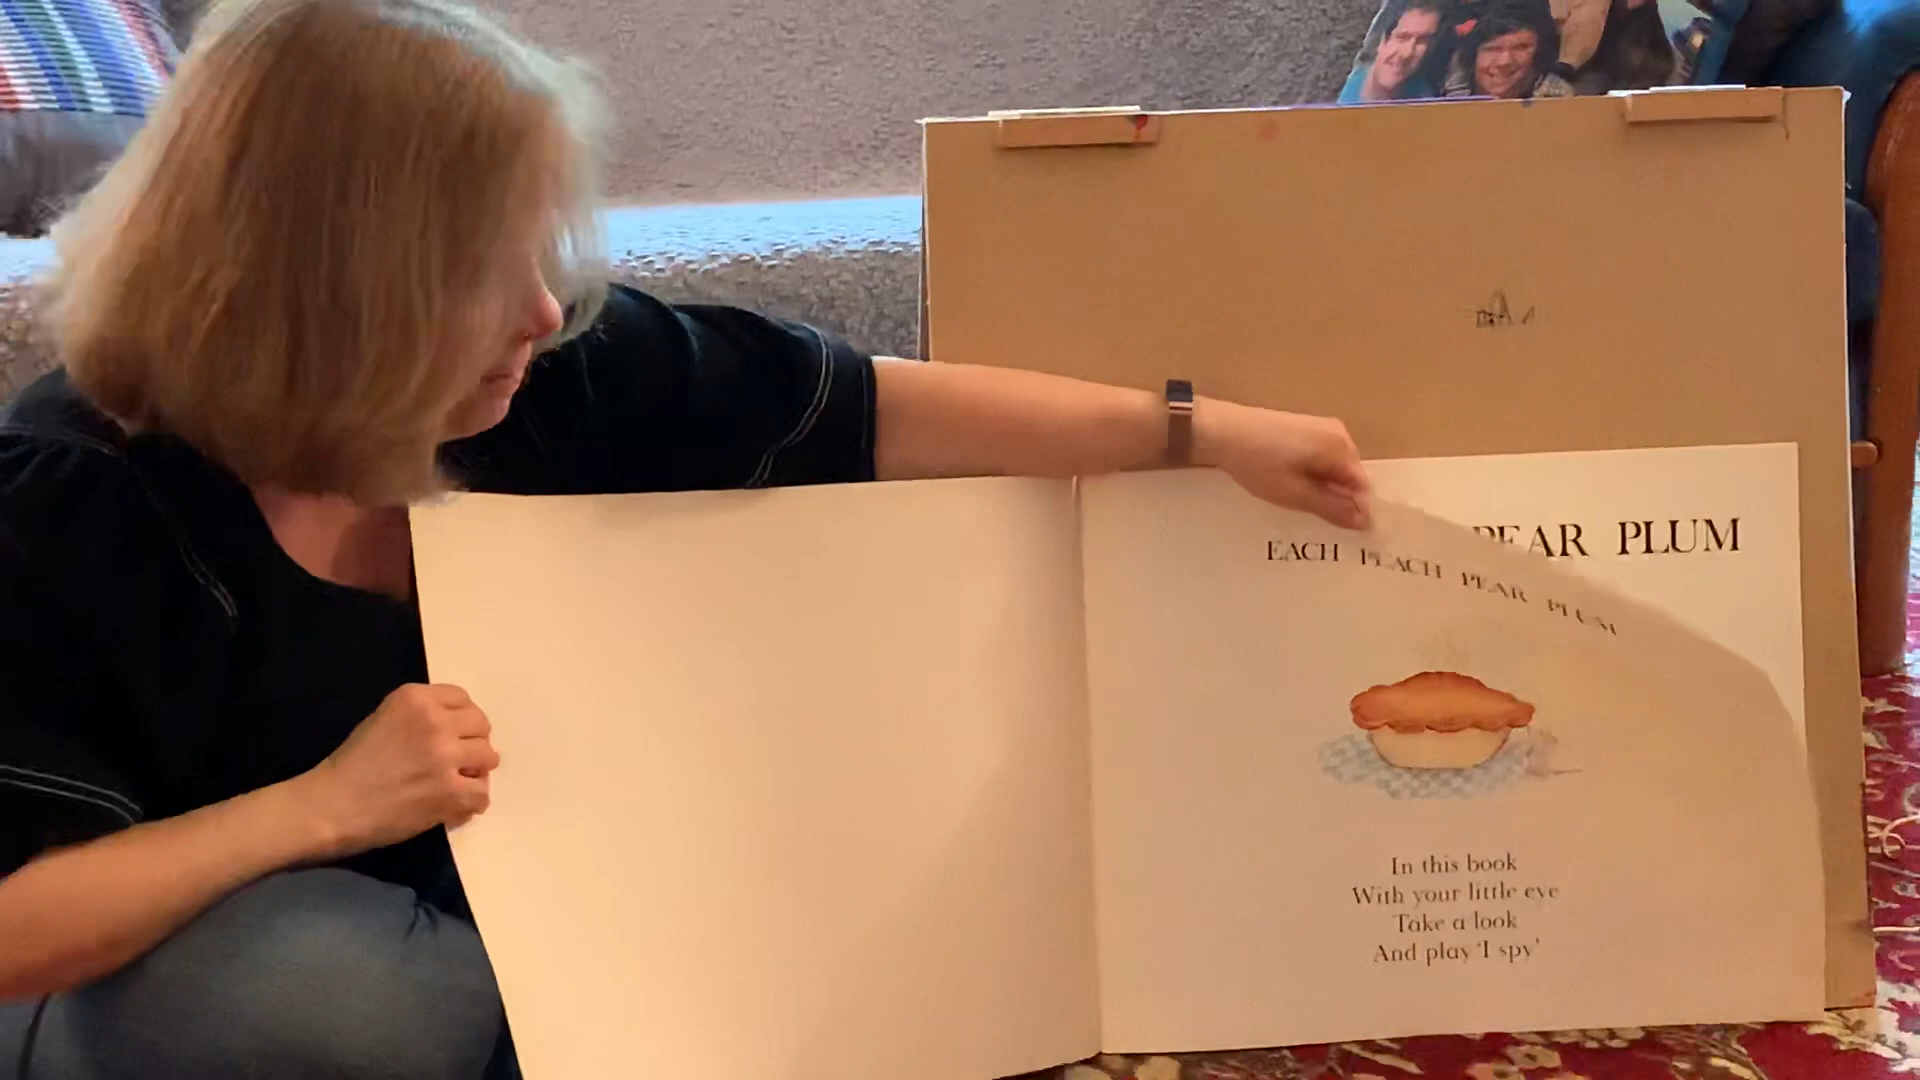 PEAR PLUM
EACH PEACH PEAR PLUM
In this book
With your little eye
Take a look
And play 'I spy'